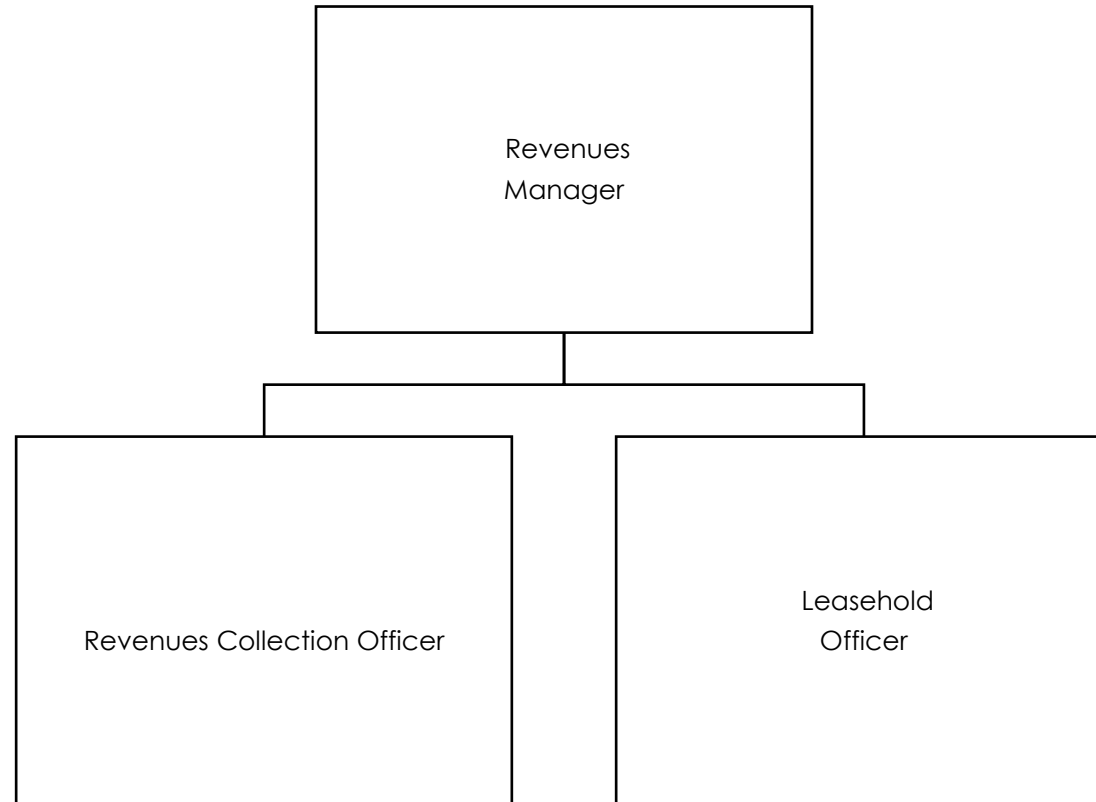 Revenues
Manager
Leasehold
Officer
Revenues Collection Officer